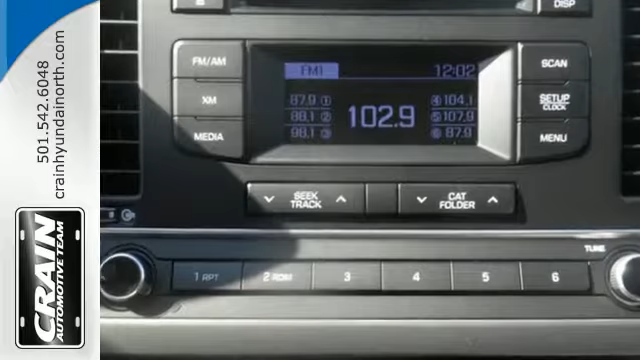 501.542.6048
crainhyundainorth.com
CRAIN
AUTOMOTIVE TEAM
DISP
FM/AM
XM
MEDIA
FM1
12:02
87.9 ①
88.1 ②
98.1 ③
102.9
④ 104.1
⑤ 107.9
⑥ 87.9
SCAN
SETUP
CLOCK
MENU
SEEK
TRACK
CAT
FOLDER
TUNE
1 RPT
2 RDM
3
4
5
6